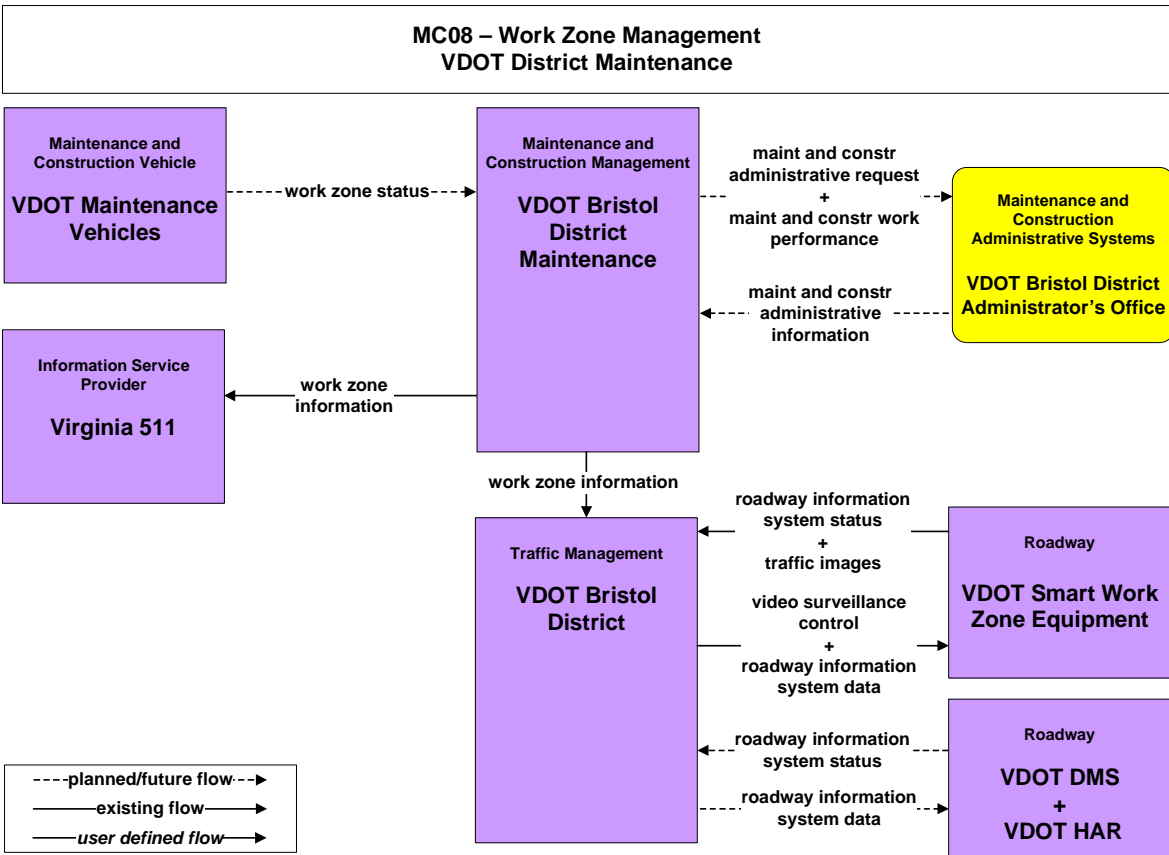 MC08 – Work Zone Management
VDOT District Maintenance
Maintenance and
Construction Vehicle
VDOT Maintenance
Vehicles
work zone status
Maintenance and
Construction Management
VDOT Bristol
District
Maintenance
maint and constr
administrative request
+
maint and constr work
performance
maint and constr
administrative
information
Maintenance and
Construction
Administrative Systems
VDOT Bristol District
Administrator's Office
Information Service
Provider
Virginia 511
work zone
information
work zone information
Traffic Management
VDOT Bristol
District
roadway information
system status
+
traffic images
video surveillance
control
+
roadway information
system data
Roadway
VDOT Smart Work
Zone Equipment
roadway information
system status
roadway information
system data
Roadway
VDOT DMS
+
VDOT HAR
planned/future flow
existing flow
user defined flow